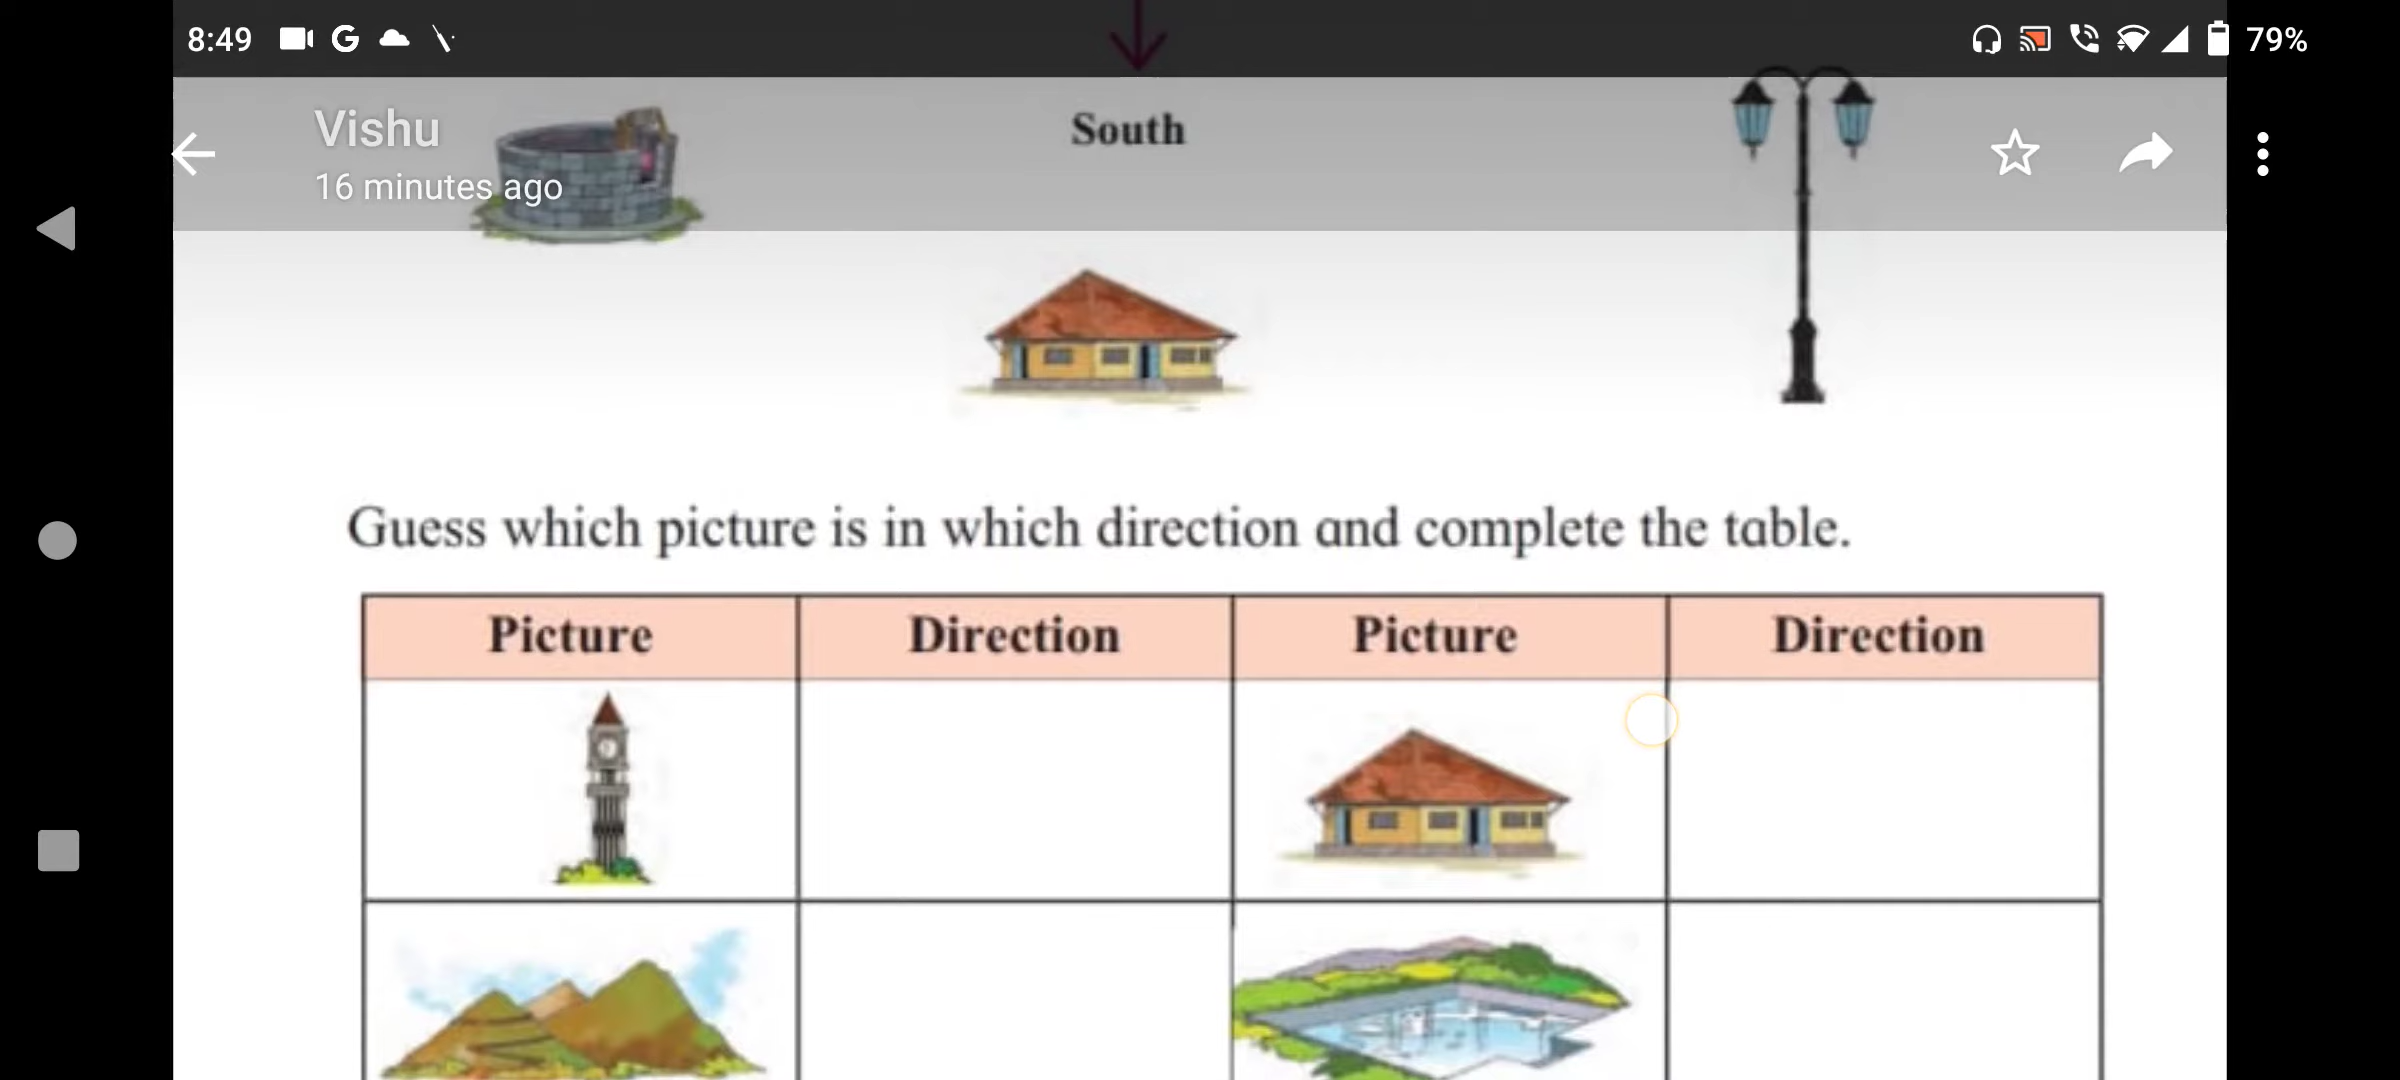 8:49
79%
Vishu
16 minutes ago
South
Guess which picture is in which direction and complete the table.
Picture Direction Picture Direction